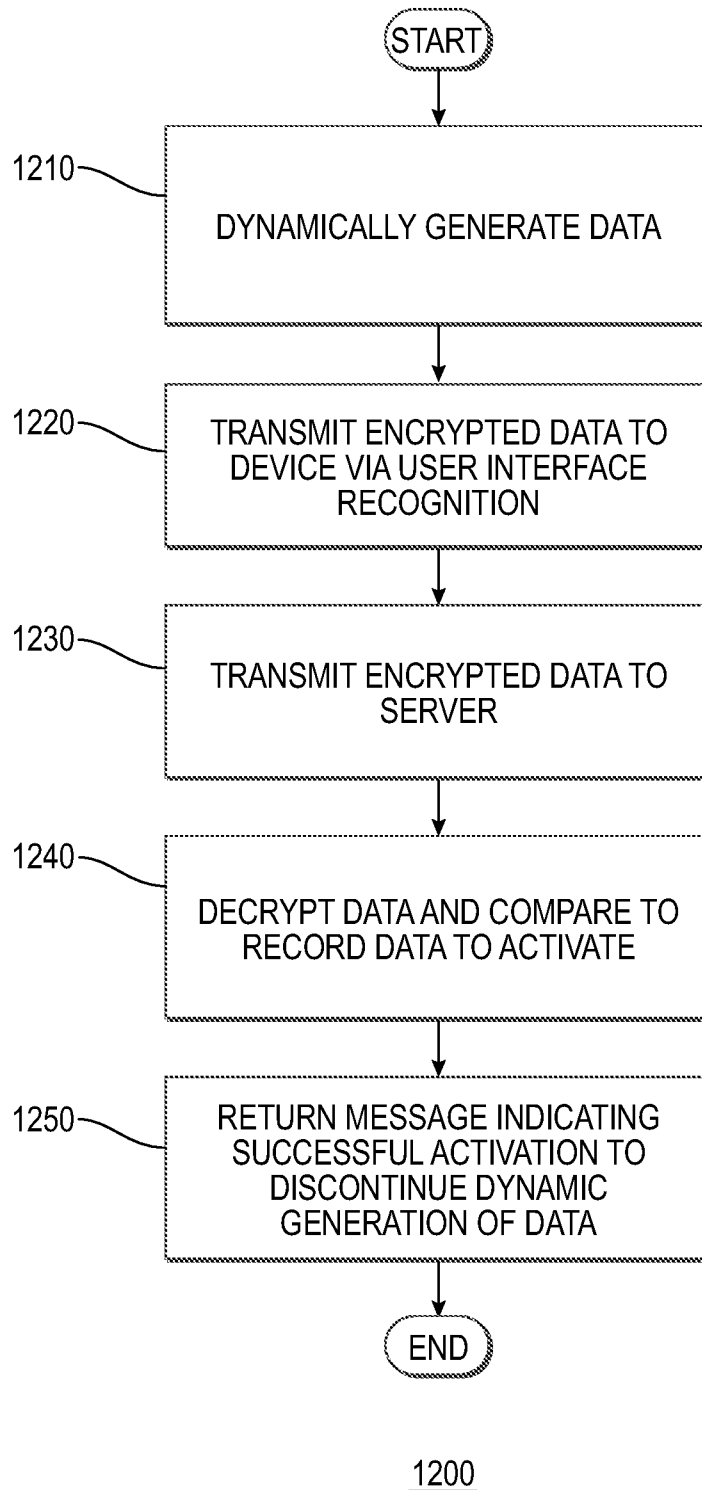 START
1210
DYNAMICALLY GENERATE DATA
1220
TRANSMIT ENCRYPTED DATA TO
DEVICE VIA USER INTERFACE
RECOGNITION
1230
TRANSMIT ENCRYPTED DATA TO
SERVER
1240
DECRYPT DATA AND COMPARE TO
RECORD DATA TO ACTIVATE
1250
RETURN MESSAGE INDICATING
SUCCESSFUL ACTIVATION TO
DISCONTINUE DYNAMIC
GENERATION OF DATA
END
1200